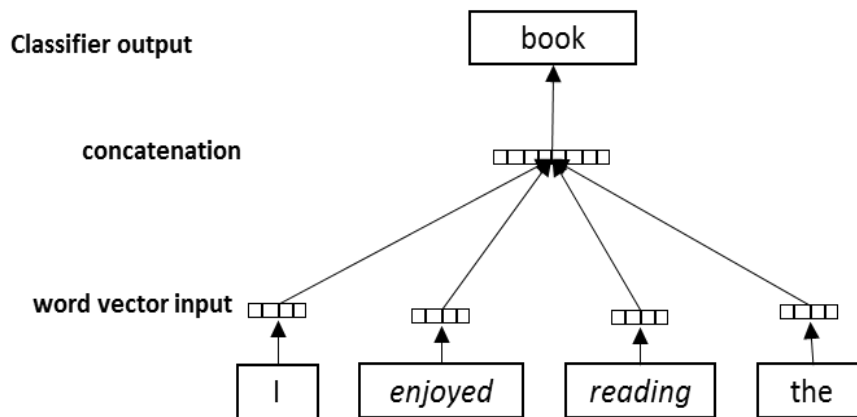 Classifier output
book
concatenation
word vector input
I
enjoyed
reading
the